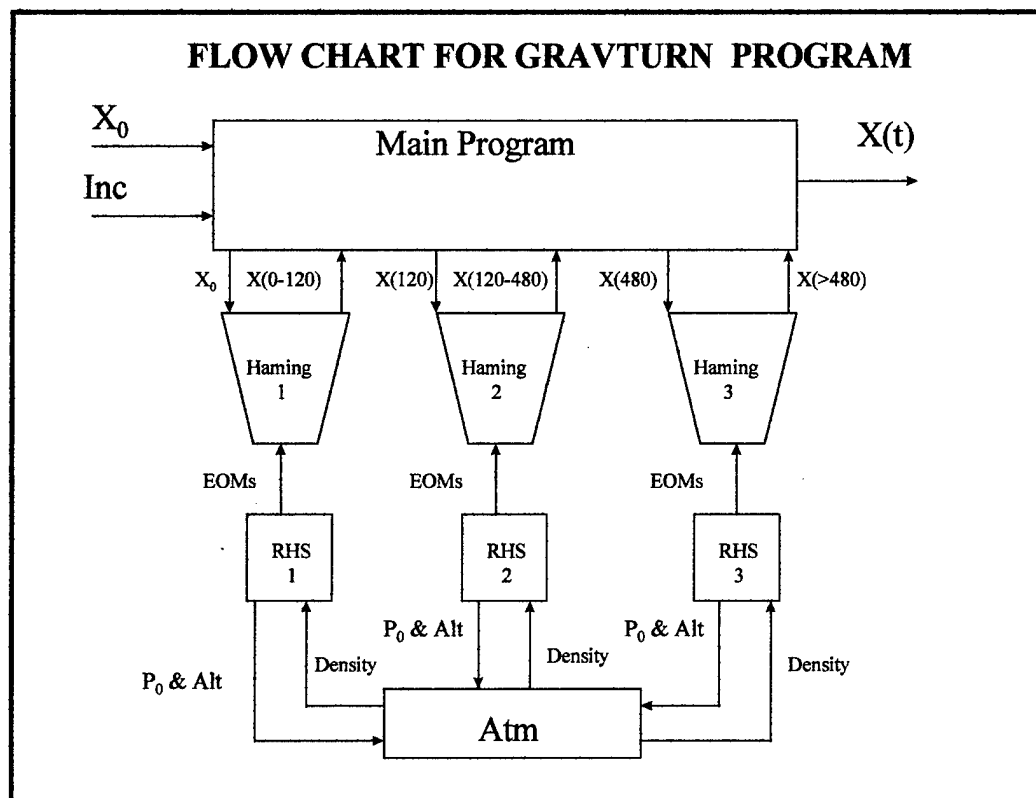 FLOW CHART FOR GRAVTURN PROGRAM
X₀
Inc
Main Program
X(t)
X₀
X(0-120)
X(120)
X(120-480)
X(480)
X(>480)
Haming
1
Haming
2
Haming
3
EOMs
EOMs
EOMs
RHS
1
RHS
2
RHS
3
P₀ & Alt
Density
P₀ & Alt
Density
P₀ & Alt
Density
Atm